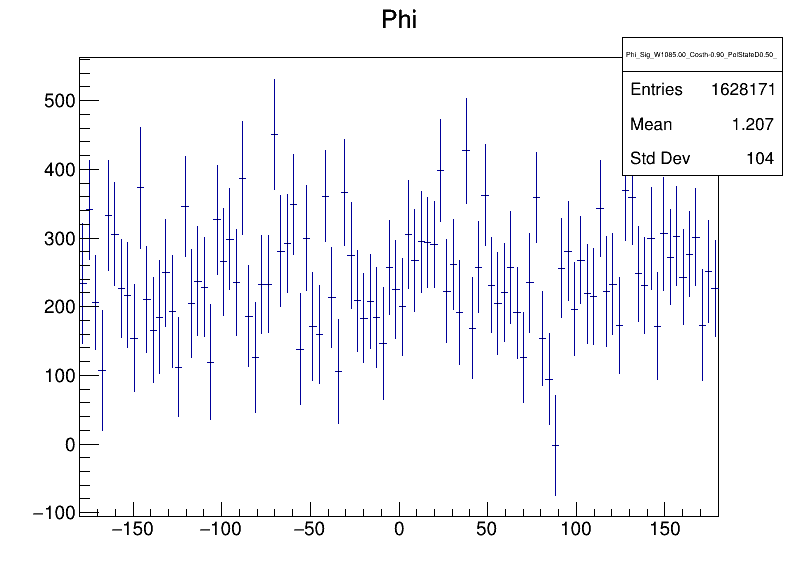 Phi
Phi_Sig_W1085.00_Costh-0.90_PolStateD0.50_
Entries 1628171
Mean 1.207
Std Dev 104
500
400
300
200
100
0
−100
−150 −100 −50 0 50 100 150